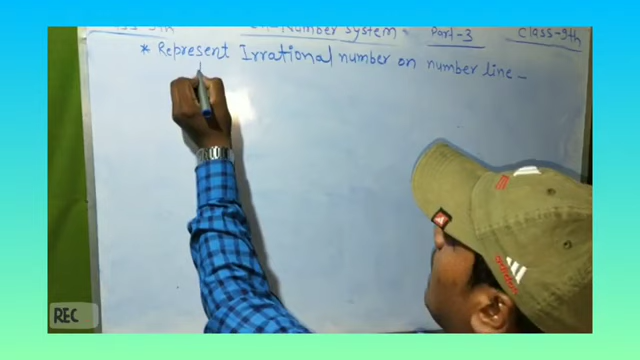 Number System. Part-3 Class-9th
* Represent Irrational number on number line -
REC